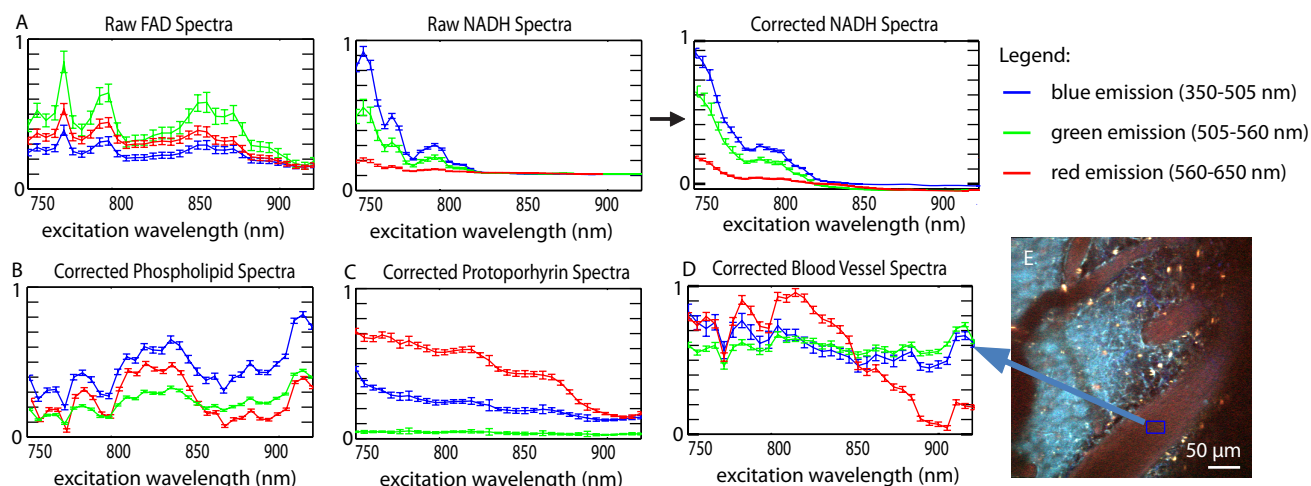 A
Raw FAD Spectra
Raw NADH Spectra
Corrected NADH Spectra
1
0
750 800 850 900
excitation wavelength (nm)
1
0
750 800 850 900
excitation wavelength (nm)
1
0
750 800 850 900
excitation wavelength (nm)
Legend:
blue emission (350-505 nm)
green emission (505-560 nm)
red emission (560-650 nm)
B
Corrected Phospholipid Spectra
1
0
750 800 850 900
excitation wavelength (nm)
C
Corrected Protoporhyrin Spectra
1
0
750 800 850 900
excitation wavelength (nm)
D
Corrected Blood Vessel Spectra
1
0
750 800 850 900
excitation wavelength (nm)
E
50 µm